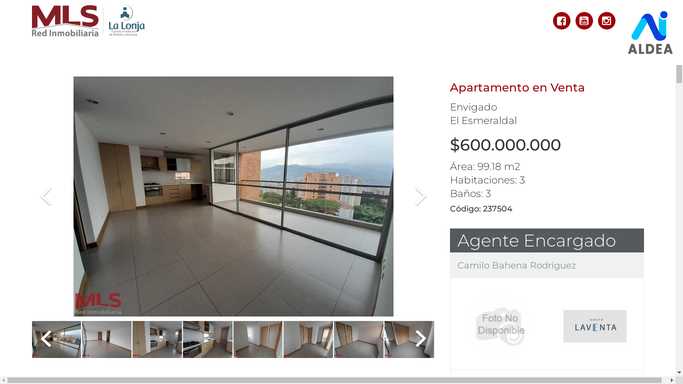 MLS
Red Inmobiliaria
La Lonja
ALDEA
Apartamento en Venta
Envigado
El Esmeraldal
$600.000.000
Área: 99.18 m2
Habitaciones: 3
Baños: 3
Código: 237504
MLS
Red Inmobiliaria
Agente Encargado
Camilo Bahena Rodriguez
Foto No
Disponible
LAVENTA